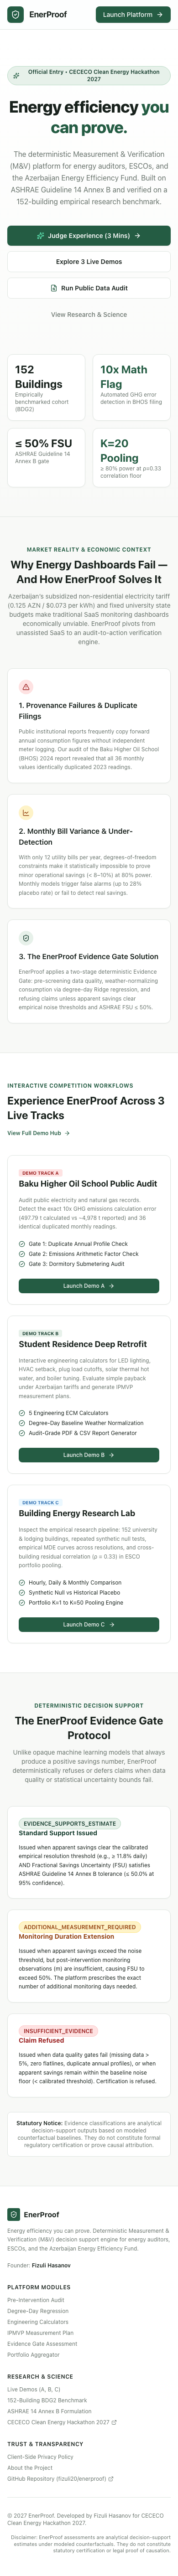 EnerProof
Launch Platform →
Official Entry • CECECO Clean Energy Hackathon
2027
Energy efficiency you
can prove.
The deterministic Measurement & Verification
(M&V) platform for energy auditors, ESCOs, and
the Azerbaijan Energy Efficiency Fund. Built on
ASHRAE Guideline 14 Annex B and verified on a
152-building empirical research benchmark.
Judge Experience (3 Mins) →
Explore 3 Live Demos
Run Public Data Audit
View Research & Science
152
Buildings
Empirically
benchmarked cohort
(BDG2)
10x Math
Flag
Automated GHG error
detection in BHOS filing
≤ 50% FSU
ASHRAE Guideline 14
Annex B gate
K=20
Pooling
≥ 80% power at ρ=0.33
correlation floor
MARKET REALITY & ECONOMIC CONTEXT
Why Energy Dashboards Fail —
And How EnerProof Solves It
Azerbaijan's subsidized non-residential electricity tariff
(0.125 AZN / $0.0735 per kWh) and fixed university state
budgets make traditional SaaS monitoring dashboards
economically unviable. EnerProof pivots from
unassisted SaaS to an audit-to-action verification
engine.
1. Provenance Failures & Duplicate
Filings
Public institutional reports frequently copy forward
annual consumption figures without independent
meter logging. Our audit of the Baku Higher Oil School
(BHOS) 2024 report revealed that all 36 monthly
values identically duplicated 2023 readings.
2. Monthly Bill Variance & Under-
Detection
With only 12 utility bills per year, degrees-of-freedom
constraints make it statistically impossible to prove
normal operational savings (< 8–10%) at 80% power.
Monthly models trigger false alarms (up to 28%
placebo rate) or fail to detect real savings.
3. The EnerProof Evidence Gate Solution
EnerProof applies a two-stage deterministic Evidence
Gate: pre-screening data quality, weather-normalizing
consumption via degree-day Ridge regression, and
refusing claims unless apparent savings clear
empirical noise thresholds and ASHRAE FSU ≤ 50%.
INTERACTIVE COMPETITION WORKFLOWS
Experience EnerProof Across 3
Live Tracks
View Full Demo Hub →
DEMO TRACK A
Baku Higher Oil School Public Audit
Audit public electricity and natural gas records.
Detect the exact 10x GHG emissions calculation error
(497.79 t calculated vs ~4,978 t reported) and 36
identical duplicated monthly readings.
Gate 1: Duplicate Annual Profile Check
Gate 2: Emissions Arithmetic Factor Check
Gate 3: Dormitory Submetering Audit
Launch Demo A →
DEMO TRACK B
Student Residence Deep Retrofit
Interactive engineering calculators for LED lighting,
HVAC setback, plug load cutoffs, solar thermal hot
water, and boiler tuning. Evaluate simple payback
under Azerbaijan tariffs and generate IPMVP
measurement plans.
5 Engineering ECM Calculators
Degree-Day Baseline Weather Normalization
Audit-Grade PDF & CSV Report Generator
Launch Demo B →
DEMO TRACK C
Building Energy Research Lab
Inspect the empirical research pipeline: 152 university
& lodging buildings, repeated synthetic null tests,
empirical MDE curves across resolutions, and cross-
building residual correlation (ρ = 0.33) in ESCO
portfolio pooling.
Hourly, Daily & Monthly Comparison
Synthetic Null vs Historical Placebo
Portfolio K=1 to K=50 Pooling Engine
Launch Demo C →
DETERMINISTIC DECISION SUPPORT
The EnerProof Evidence Gate
Protocol
Unlike opaque machine learning models that always
produce a positive savings number, EnerProof
deterministically refuses or defers claims when data
quality or statistical uncertainty bounds fail.
EVIDENCE_SUPPORTS_ESTIMATE
Standard Support Issued
Issued when apparent savings clear the calibrated
empirical resolution threshold (e.g., ≥ 11.8% daily)
AND Fractional Savings Uncertainty (FSU) satisfies
ASHRAE Guideline 14 Annex B tolerance (≤ 50.0% at
95% confidence).
ADDITIONAL_MEASUREMENT_REQUIRED
Monitoring Duration Extension
Issued when apparent savings exceed the noise
threshold, but post-intervention monitoring
observations (m) are insufficient, causing FSU to
exceed 50%. The platform prescribes the exact
number of additional monitoring days needed.
INSUFFICIENT_EVIDENCE
Claim Refused
Issued when data quality gates fail (missing data >
5%, zero flatlines, duplicate annual profiles), or when
apparent savings remain within the baseline noise
floor (< calibrated threshold). Certification is refused.
Statutory Notice: Evidence classifications are analytical
decision-support outputs based on modeled
counterfactual baselines. They do not constitute formal
regulatory certification or prove causal attribution.
EnerProof
Energy efficiency you can prove. Deterministic Measurement &
Verification (M&V) decision support engine for energy auditors,
ESCOs, and the Azerbaijan Energy Efficiency Fund.
Founder: Fizuli Hasanov
PLATFORM MODULES
Pre-Intervention Audit
Degree-Day Regression
Engineering Calculators
IPMVP Measurement Plan
Evidence Gate Assessment
Portfolio Aggregator
RESEARCH & SCIENCE
Live Demos (A, B, C)
152-Building BDG2 Benchmark
ASHRAE 14 Annex B Formulation
CECECO Clean Energy Hackathon 2027
TRUST & TRANSPARENCY
Client-Side Privacy Policy
About the Project
GitHub Repository (fizuli20/enerproof)
© 2027 EnerProof. Developed by Fizuli Hasanov for CECECO
Clean Energy Hackathon 2027.
Disclaimer: EnerProof assessments are analytical decision-support
estimates under modeled counterfactuals. They do not constitute
statutory certification or legal proof of causation.